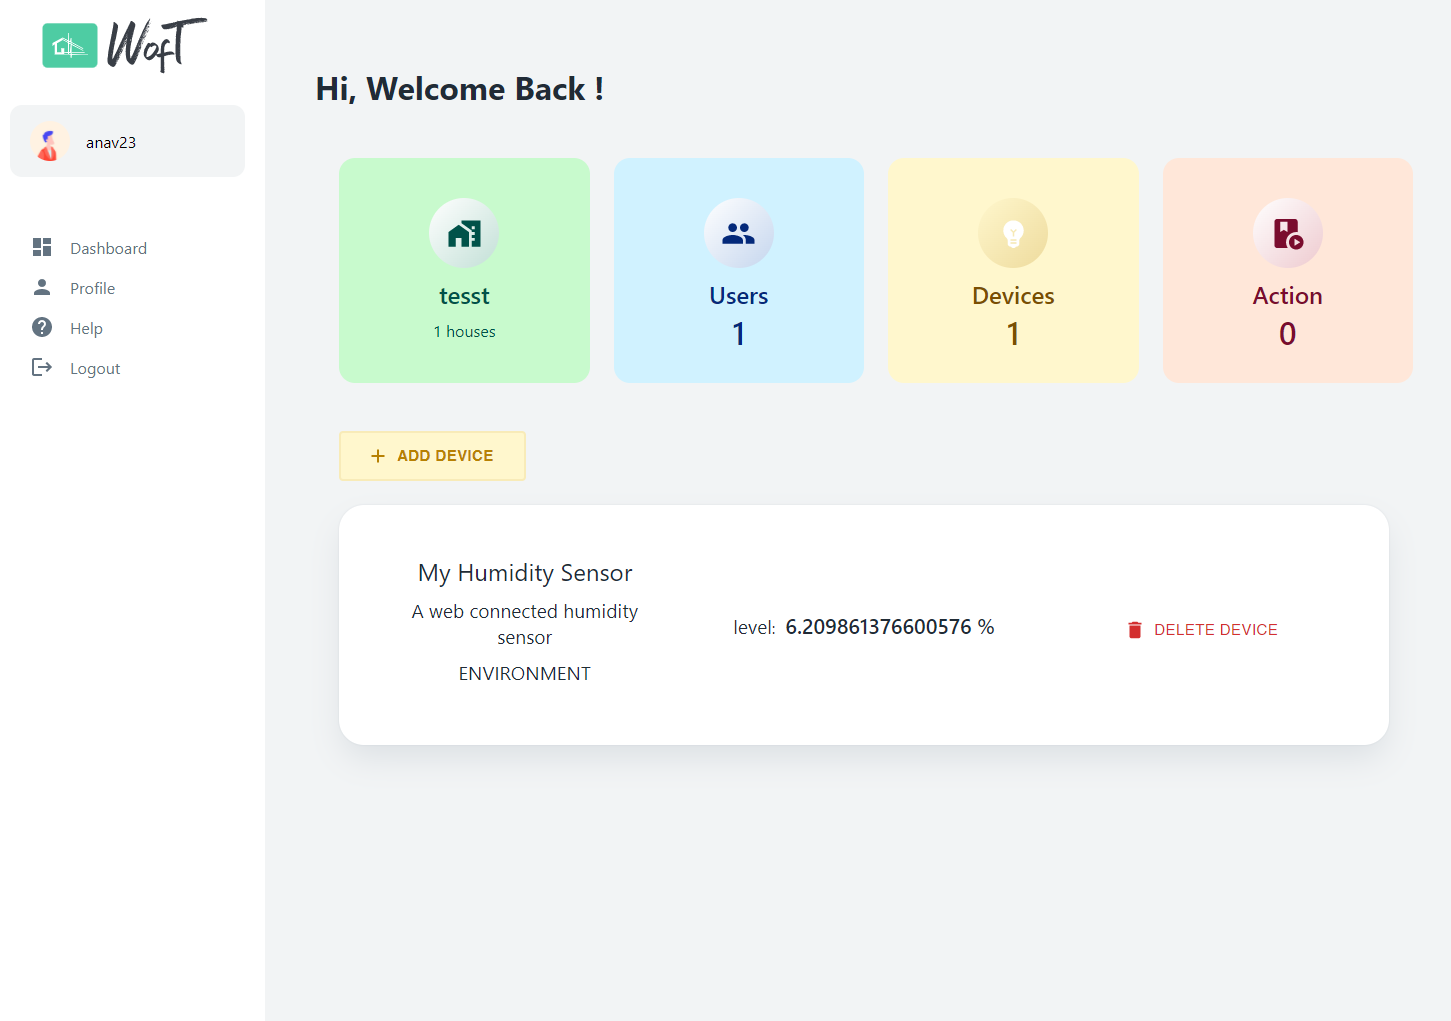 WofT
anav23
Dashboard
Profile
Help
Logout
Hi, Welcome Back !
tesst
1 houses
Users
1
Devices
1
Action
0
+ ADD DEVICE
My Humidity Sensor
A web connected humidity
sensor
ENVIRONMENT
level: 6.209861376600576 %
DELETE DEVICE